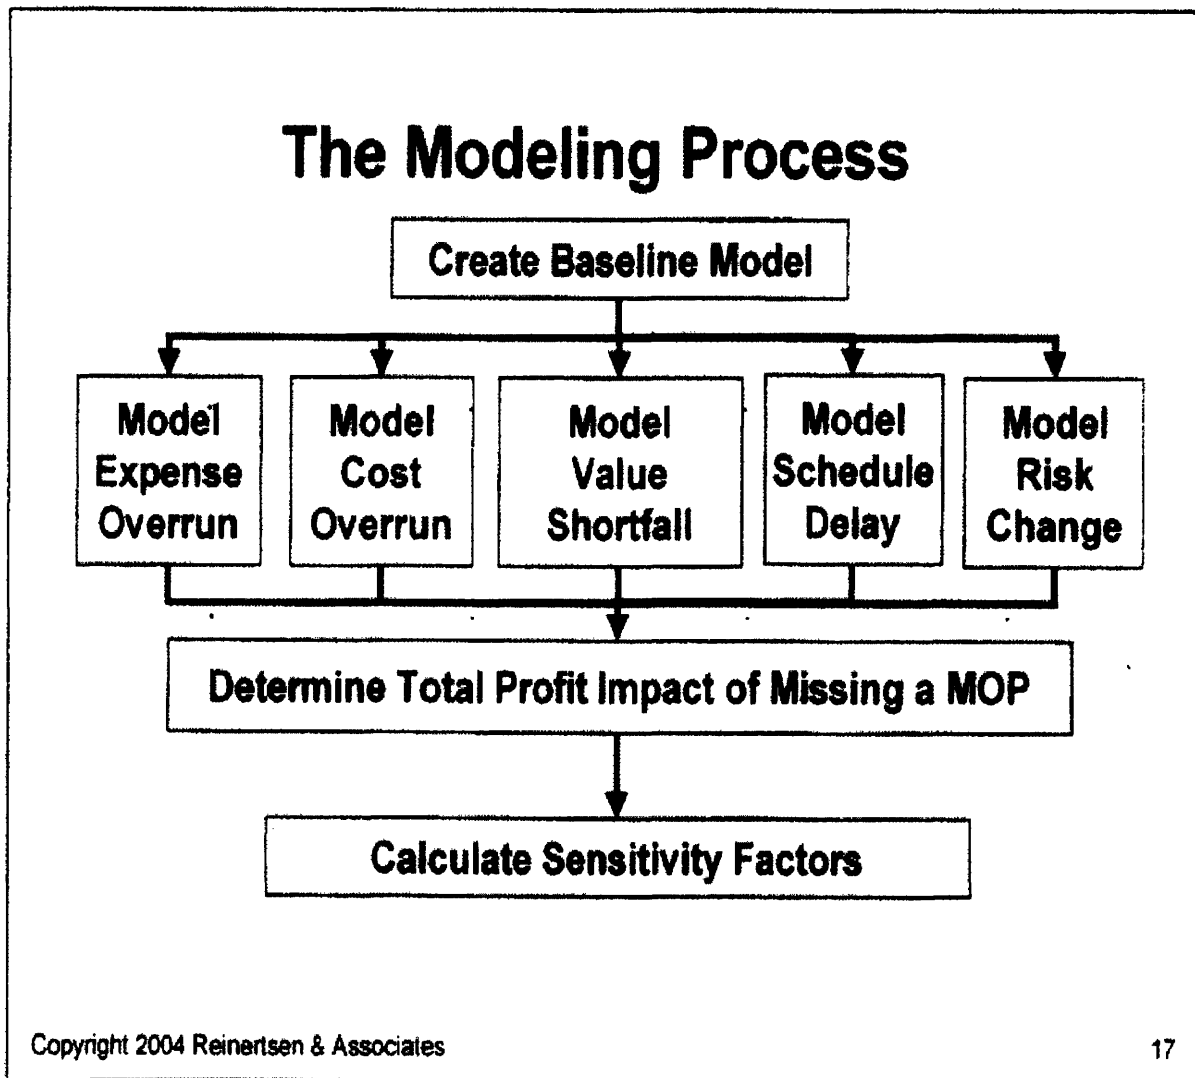 The Modeling Process
Create Baseline Model
Model
Expense
Overrun
Model
Cost
Overrun
Model
Value
Shortfall
Model
Schedule
Delay
Model
Risk
Change
Determine Total Profit Impact of Missing a MOP
Calculate Sensitivity Factors
Copyright 2004 Reinertsen & Associates
17